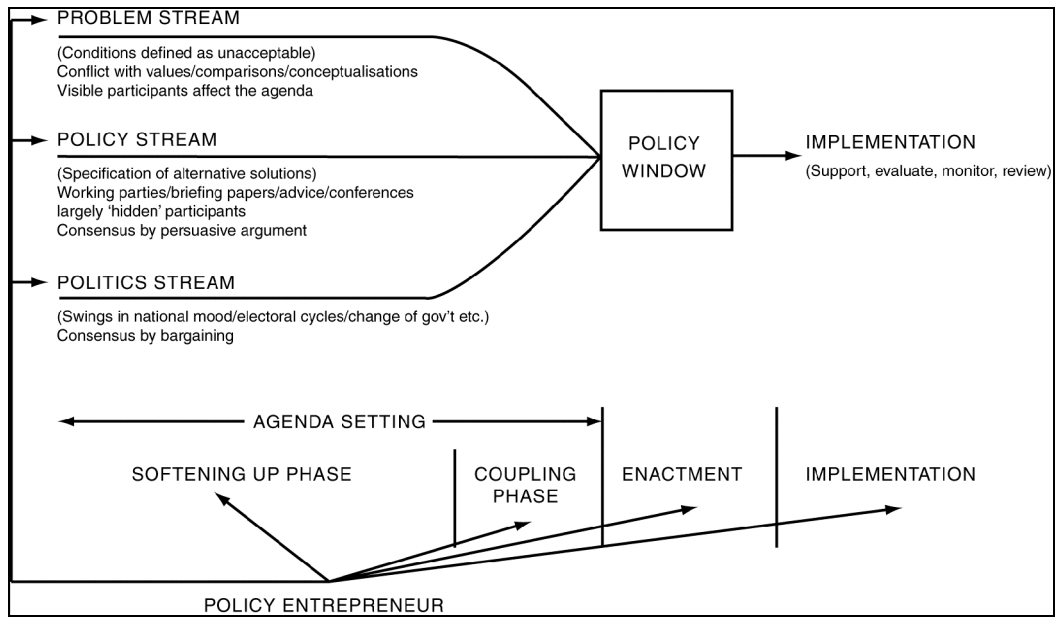 PROBLEM STREAM
(Conditions defined as unacceptable)
Conflict with values/comparisons/conceptualisations
Visible participants affect the agenda
POLICY STREAM
(Specification of alternative solutions)
Working parties/briefing papers/advice/conferences
largely ‘hidden’ participants
Consensus by persuasive argument
POLITICS STREAM
(Swings in national mood/electoral cycles/change of gov’t etc.)
Consensus by bargaining
POLICY
WINDOW
IMPLEMENTATION
(Support, evaluate, monitor, review)
AGENDA SETTING
SOFTENING UP PHASE
COUPLING
PHASE
ENACTMENT
IMPLEMENTATION
POLICY ENTREPRENEUR